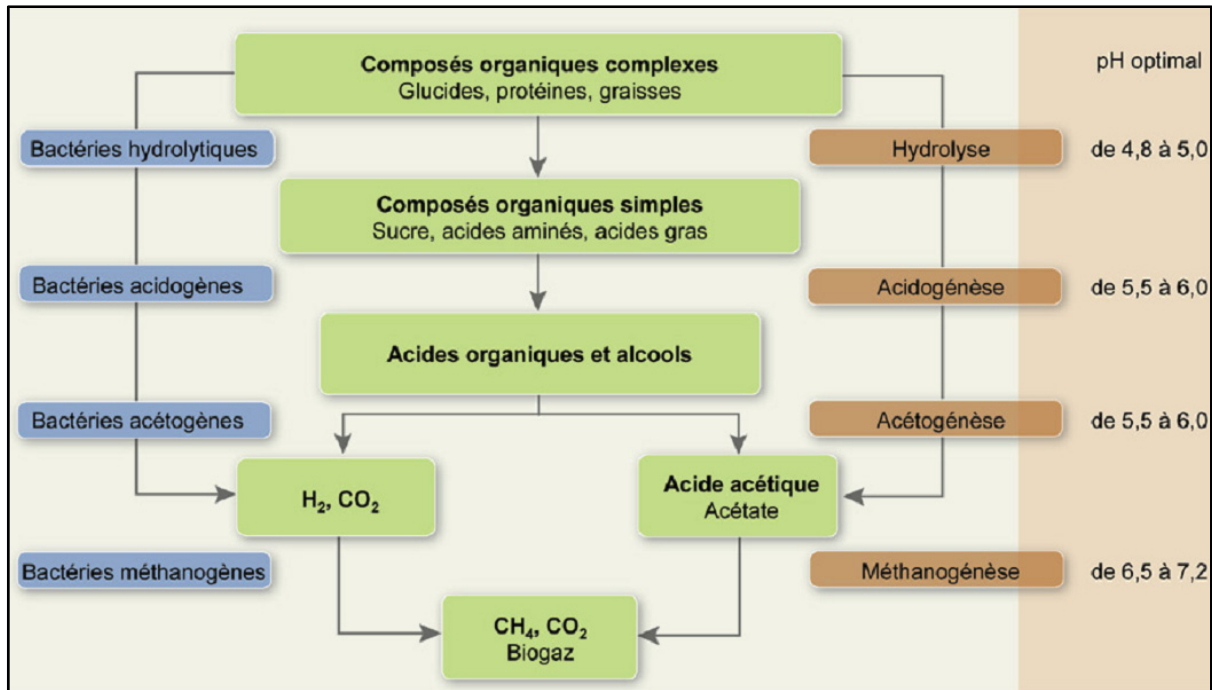 Composés organiques complexes
Glucides, protéines, graisses
pH optimal
Bactéries hydrolytiques
Hydrolyse
de 4,8 à 5,0
Composés organiques simples
Sucre, acides aminés, acides gras
Bactéries acidogènes
Acidogénèse
de 5,5 à 6,0
Acides organiques et alcools
Bactéries acétogènes
Acétogénèse
de 5,5 à 6,0
H₂, CO₂
Acide acétique
Acétate
Bactéries méthanogènes
Méthanogénèse
de 6,5 à 7,2
CH₄, CO₂
Biogaz